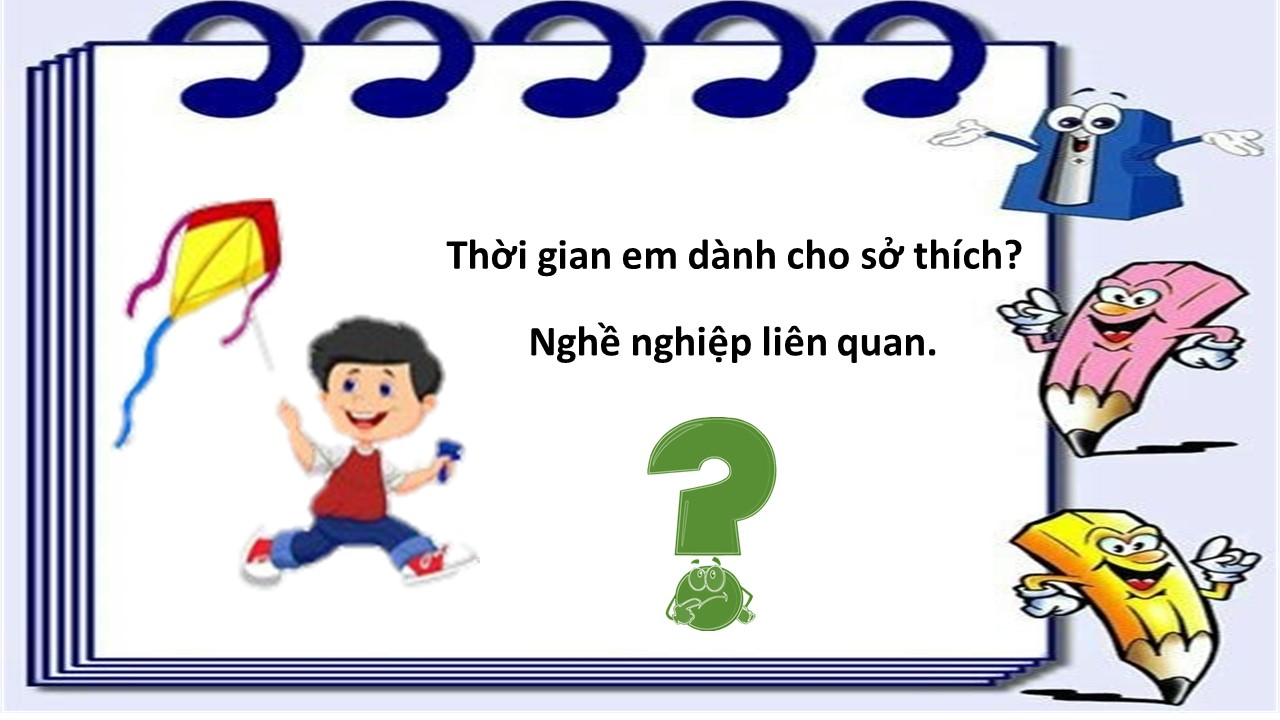 Thời gian em dành cho sở thích?
Nghề nghiệp liên quan.